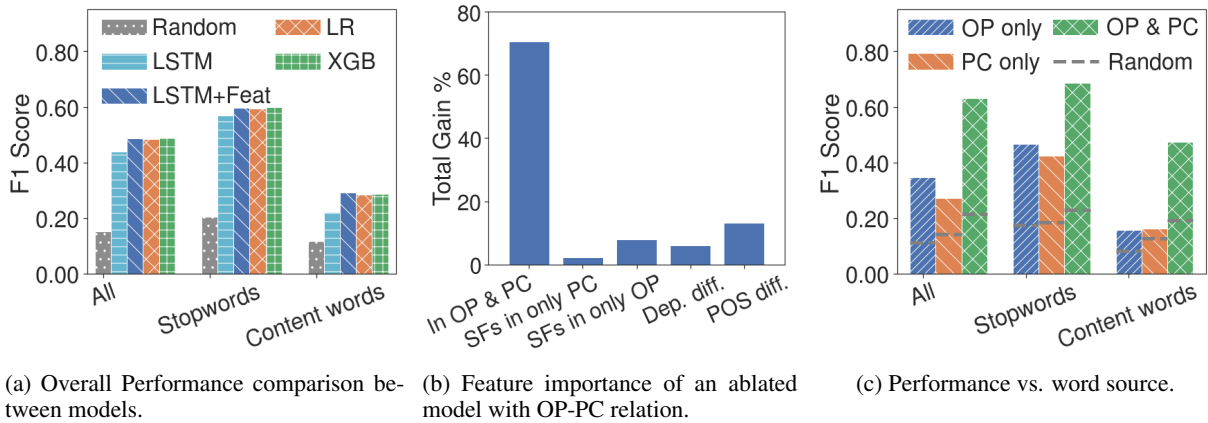 Random
LR
LSTM
XGB
LSTM+Feat
F1 Score
0.80
0.60
0.40
0.20
0.00
All
Stopwords
Content words
(a) Overall Performance comparison be-
tween models.
Total Gain %
80
60
40
20
0
In OP & PC
SFs in only PC
SFs in only OP
Dep. diff.
POS diff.
(b) Feature importance of an ablated
model with OP-PC relation.
OP only
OP & PC
PC only
Random
F1 Score
0.80
0.60
0.40
0.20
0.00
All
Stopwords
Content words
(c) Performance vs. word source.